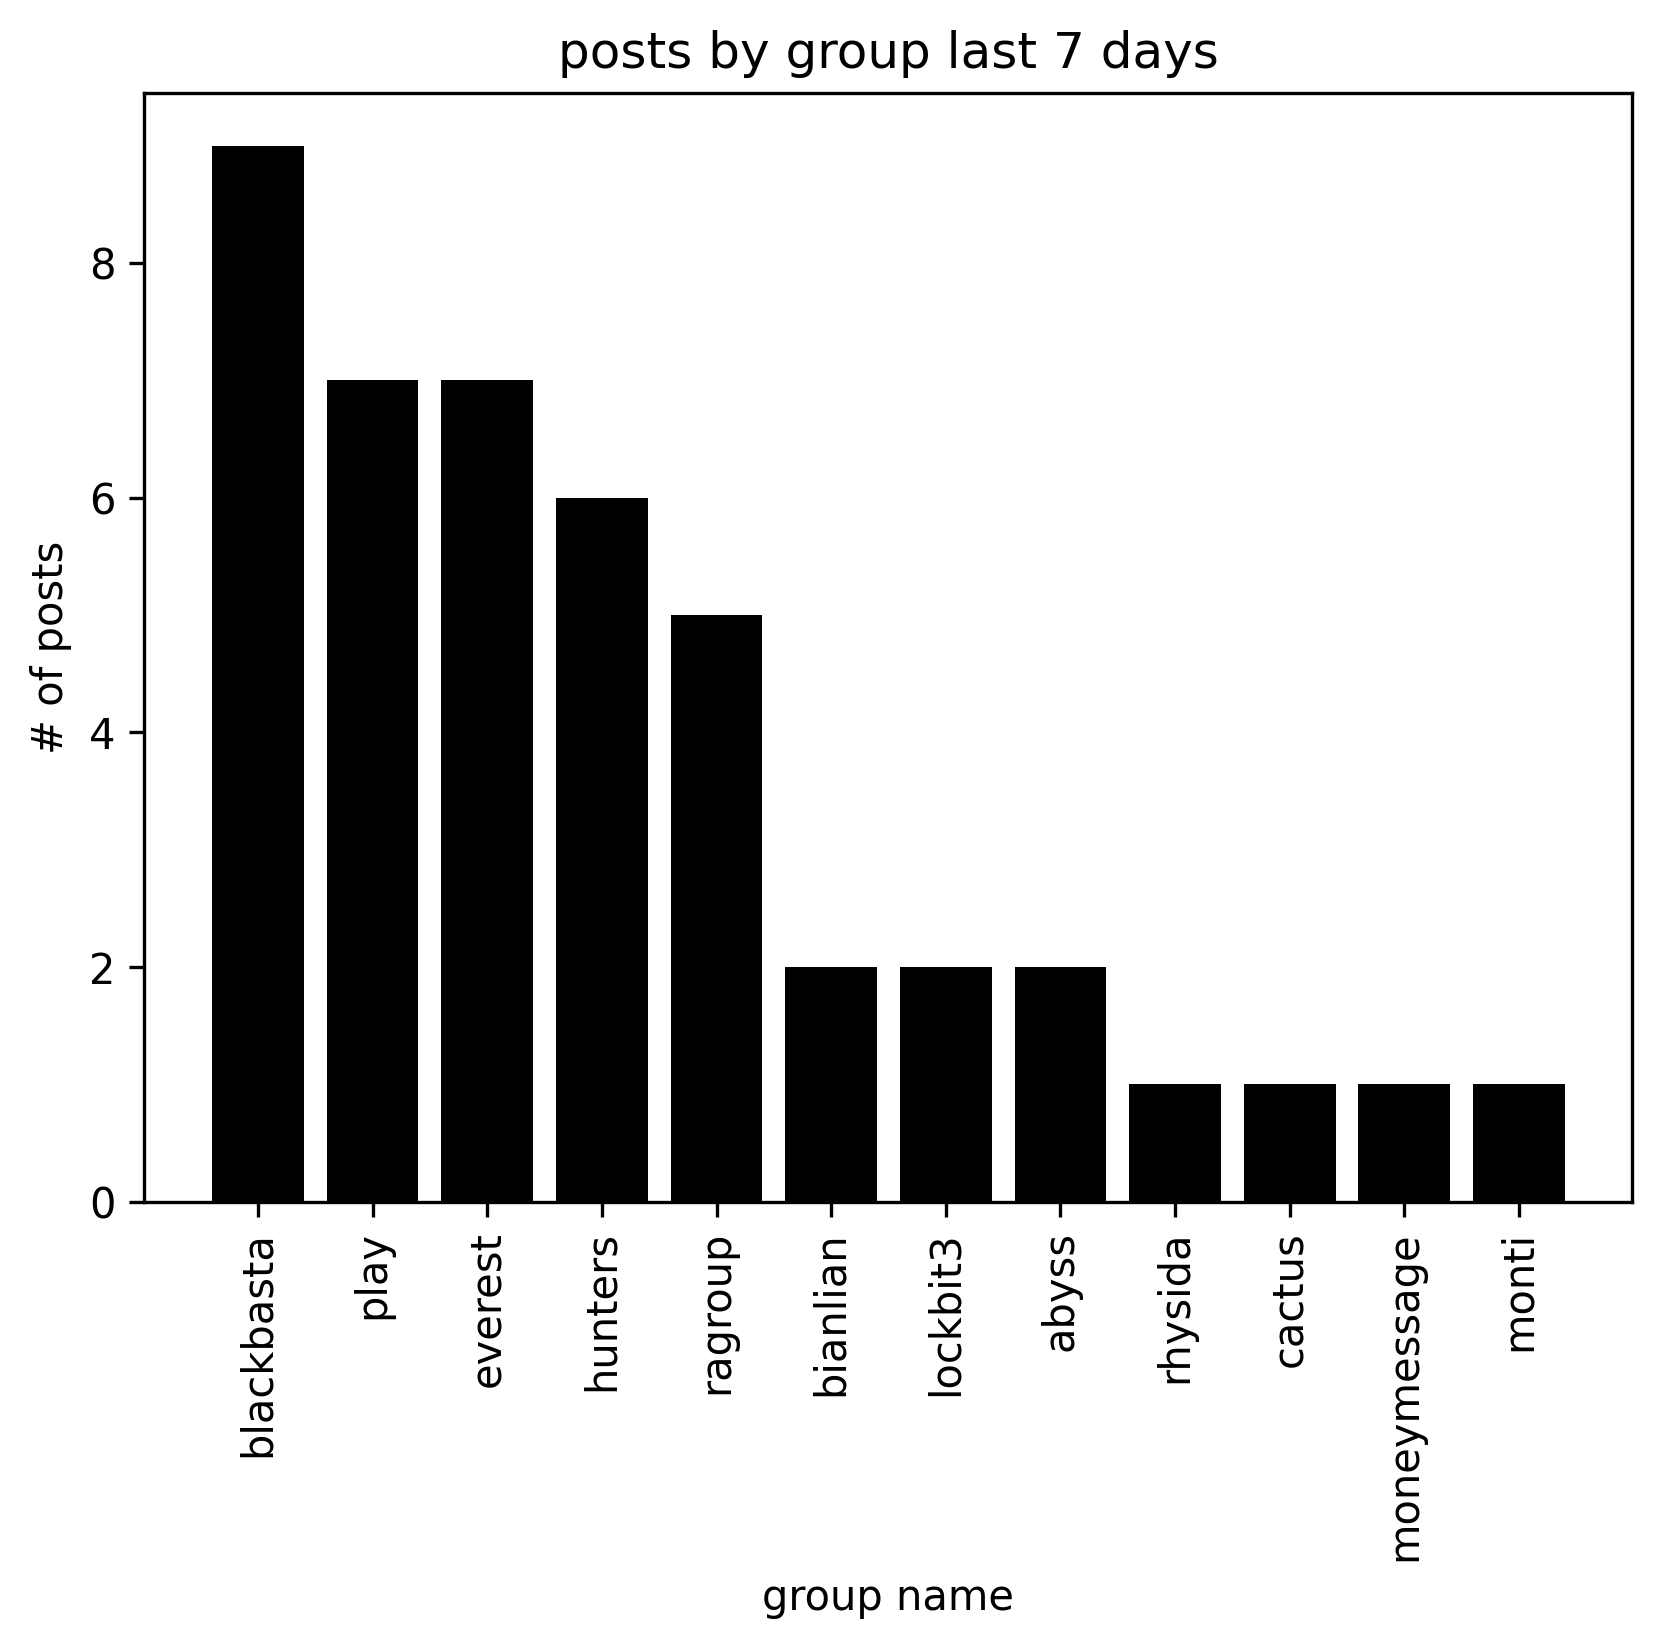 posts by group last 7 days
# of posts
8
6
4
2
0
blackbasta
play
everest
hunters
ragroup
bianlian
lockbit3
abyss
rhysida
cactus
moneymessage
monti
group name